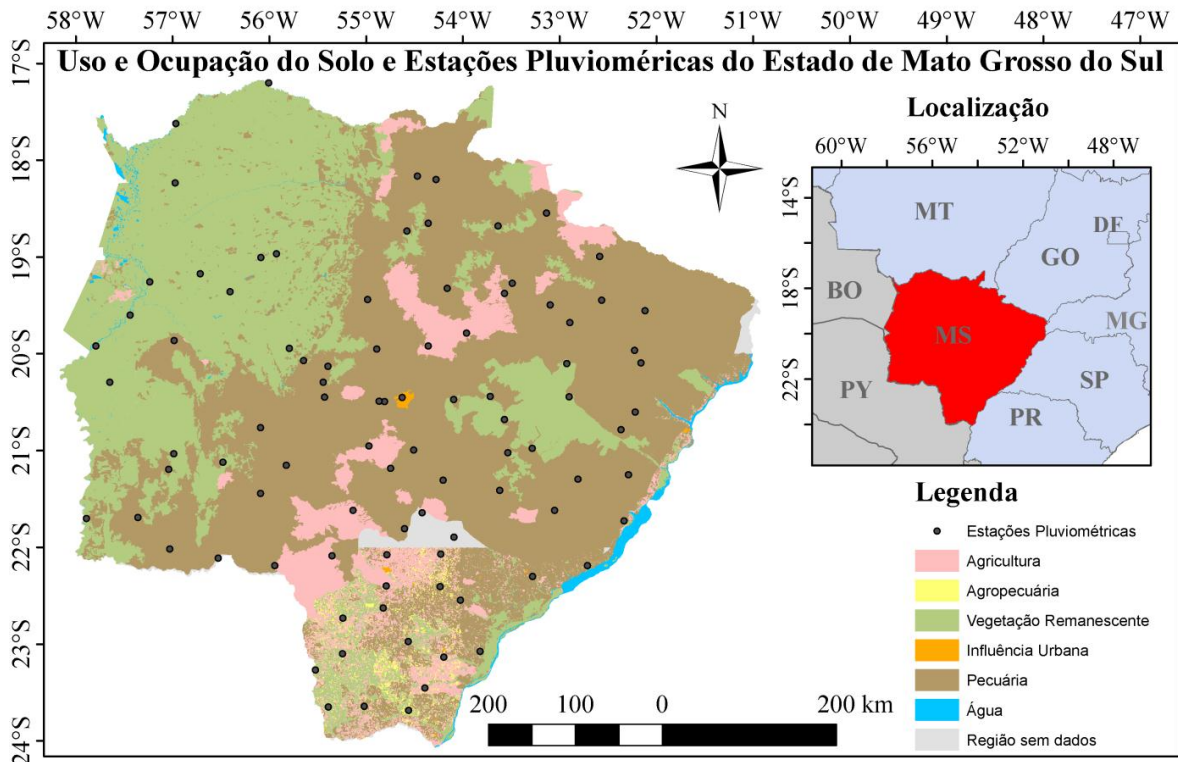 58°W 57°W 56°W 55°W 54°W 53°W 52°W 51°W 50°W 49°W 48°W 47°W
Uso e Ocupação do Solo e Estações Pluvioméricas do Estado de Mato Grosso do Sul
17°S
18°S
19°S
20°S
21°S
22°S
23°S
24°S
N
Localização
60°W 56°W 52°W 48°W
14°S
18°S
22°S
MT
DF
GO
BO
MG
MS
SP
PY
PR
Legenda
Estações Pluviométricas
Agricultura
Agropecuária
Vegetação Remanescente
Influência Urbana
Pecuária
Água
Região sem dados
200 100 0 200 km